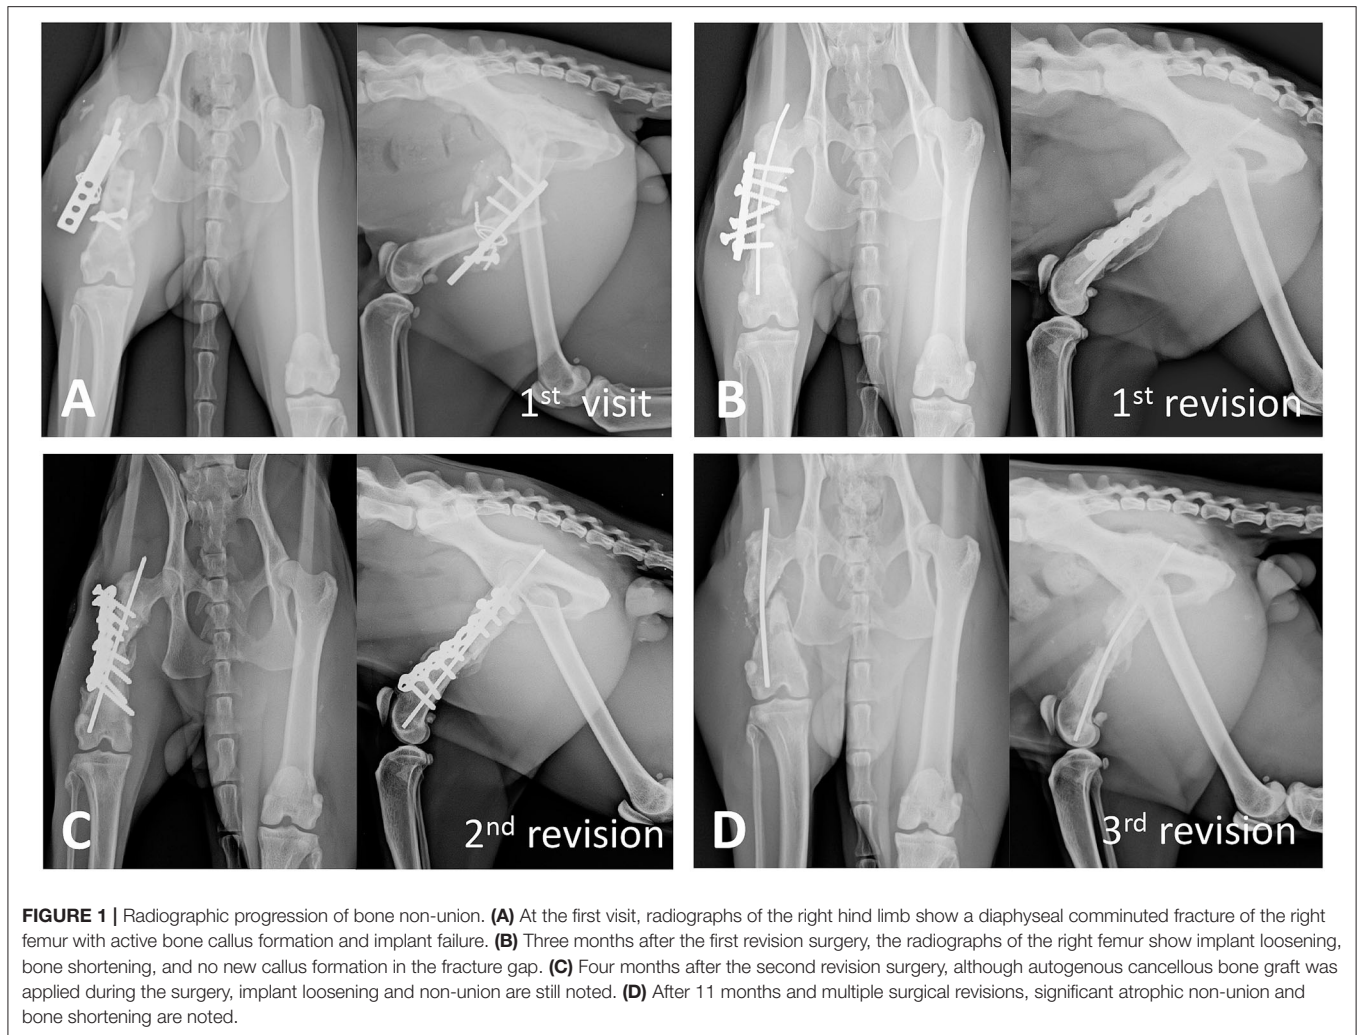 A
1st visit
B
1st revision
C
2nd revision
D
3rd revision
FIGURE 1 | Radiographic progression of bone non-union. (A) At the first visit, radiographs of the right hind limb show a diaphyseal comminuted fracture of the right
femur with active bone callus formation and implant failure. (B) Three months after the first revision surgery, the radiographs of the right femur show implant loosening,
bone shortening, and no new callus formation in the fracture gap. (C) Four months after the second revision surgery, although autogenous cancellous bone graft was
applied during the surgery, implant loosening and non-union are still noted. (D) After 11 months and multiple surgical revisions, significant atrophic non-union and
bone shortening are noted.